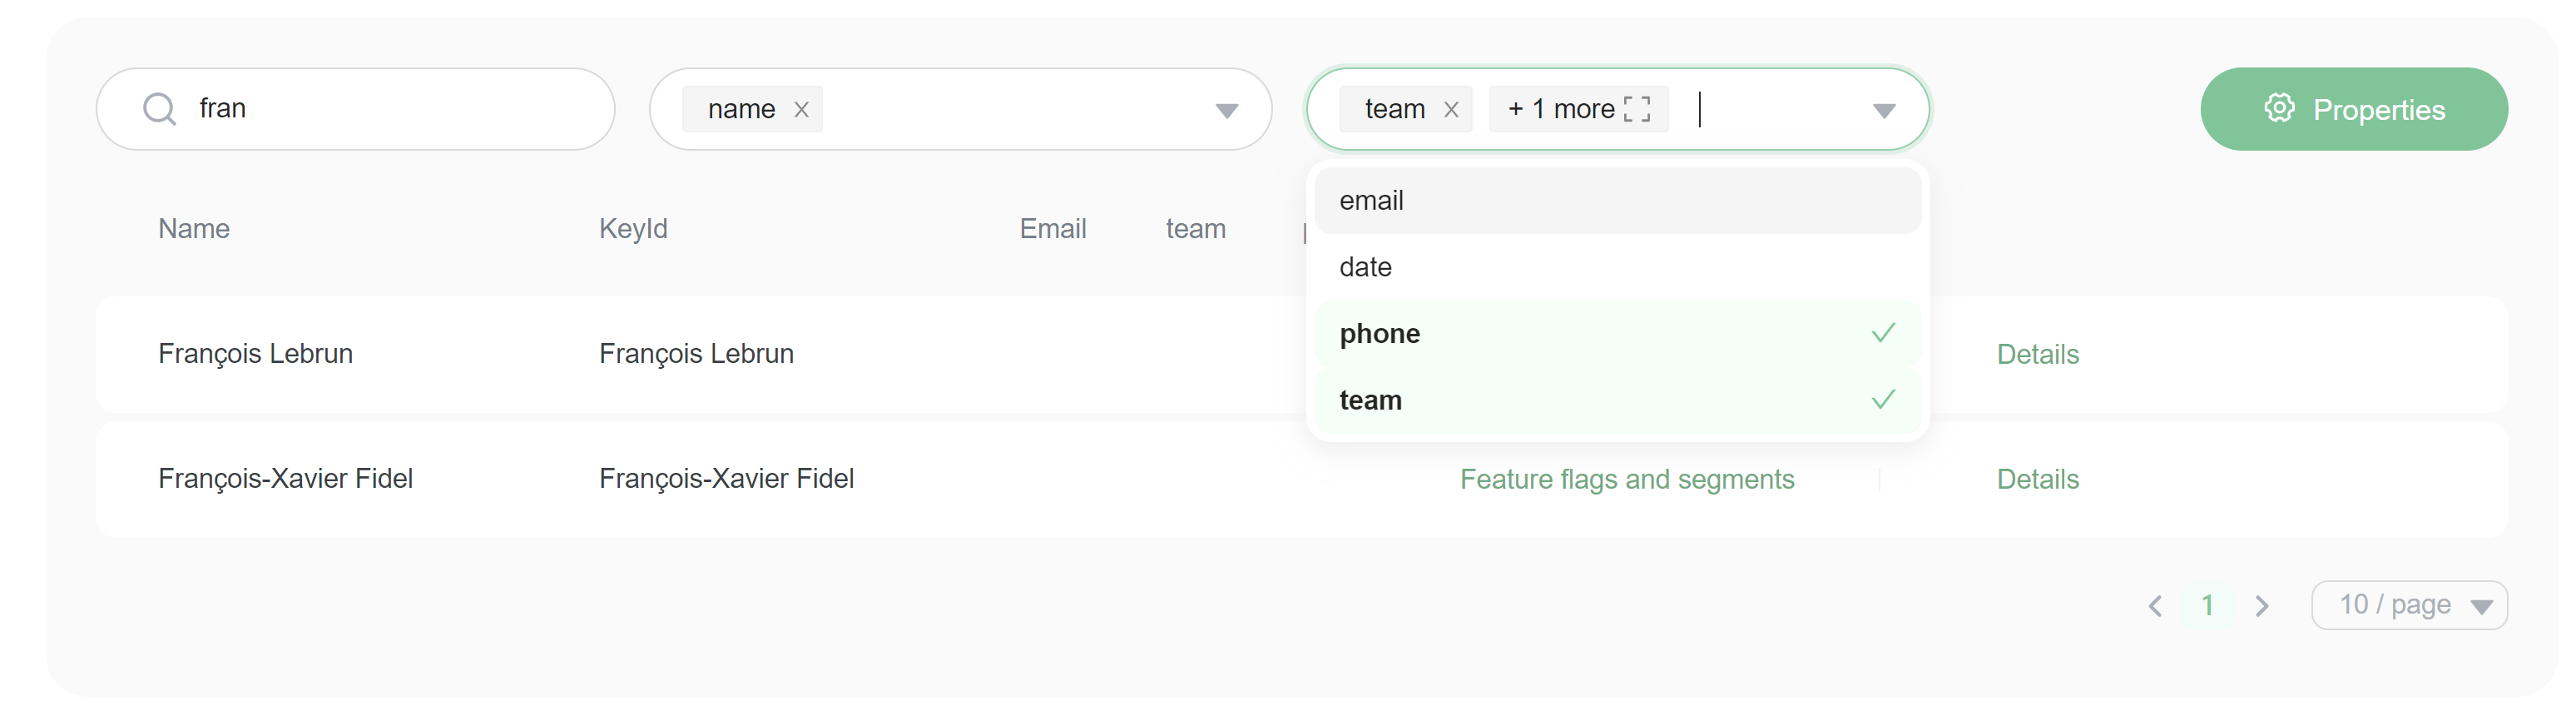 fran
name
team
+ 1 more
Properties
Name
KeyId
Email
team
email
date
phone
team
François Lebrun
François Lebrun
Details
François-Xavier Fidel
François-Xavier Fidel
Feature flags and segments
Details
1
10 / page